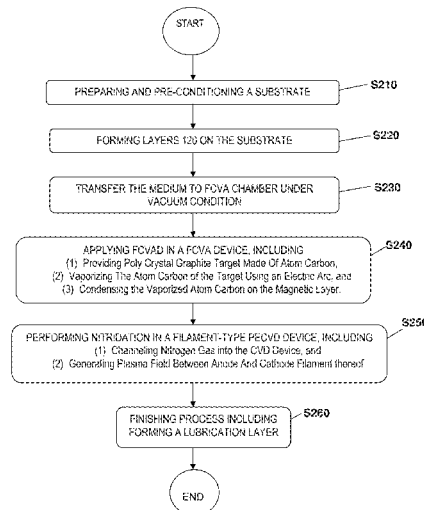 START
PREPARING AND PRE-CONDITIONING A SUBSTRATE
S210
FORMING LAYERS 120 ON THE SUBSTRATE
S220
TRANSFER THE MEDIUM TO FCVA CHAMBER UNDER
VACUUM CONDITION
S230
APPLYING FCVAD IN A FCVA DEVICE, INCLUDING
(1) Providing Poly Crystal Graphite Target Made Of Atom Carbon,
(2) Vaporizing The Atom Carbon of the Target Using an Electric Arc, and
(3) Condensing the Vaporized Atom Carbon on the Magnetic Layer.
S240
PERFORMING NITRIDATION IN A FILAMENT-TYPE PECVD DEVICE, INCLUDING
(1) Channeling Nitrogen Gas into the CVD Device, and
(2) Generating Plasma Field Between Anode And Cathode Filament thereof
S250
FINISHING PROCESS INCLUDING
FORMING A LUBRICATION LAYER
S260
END